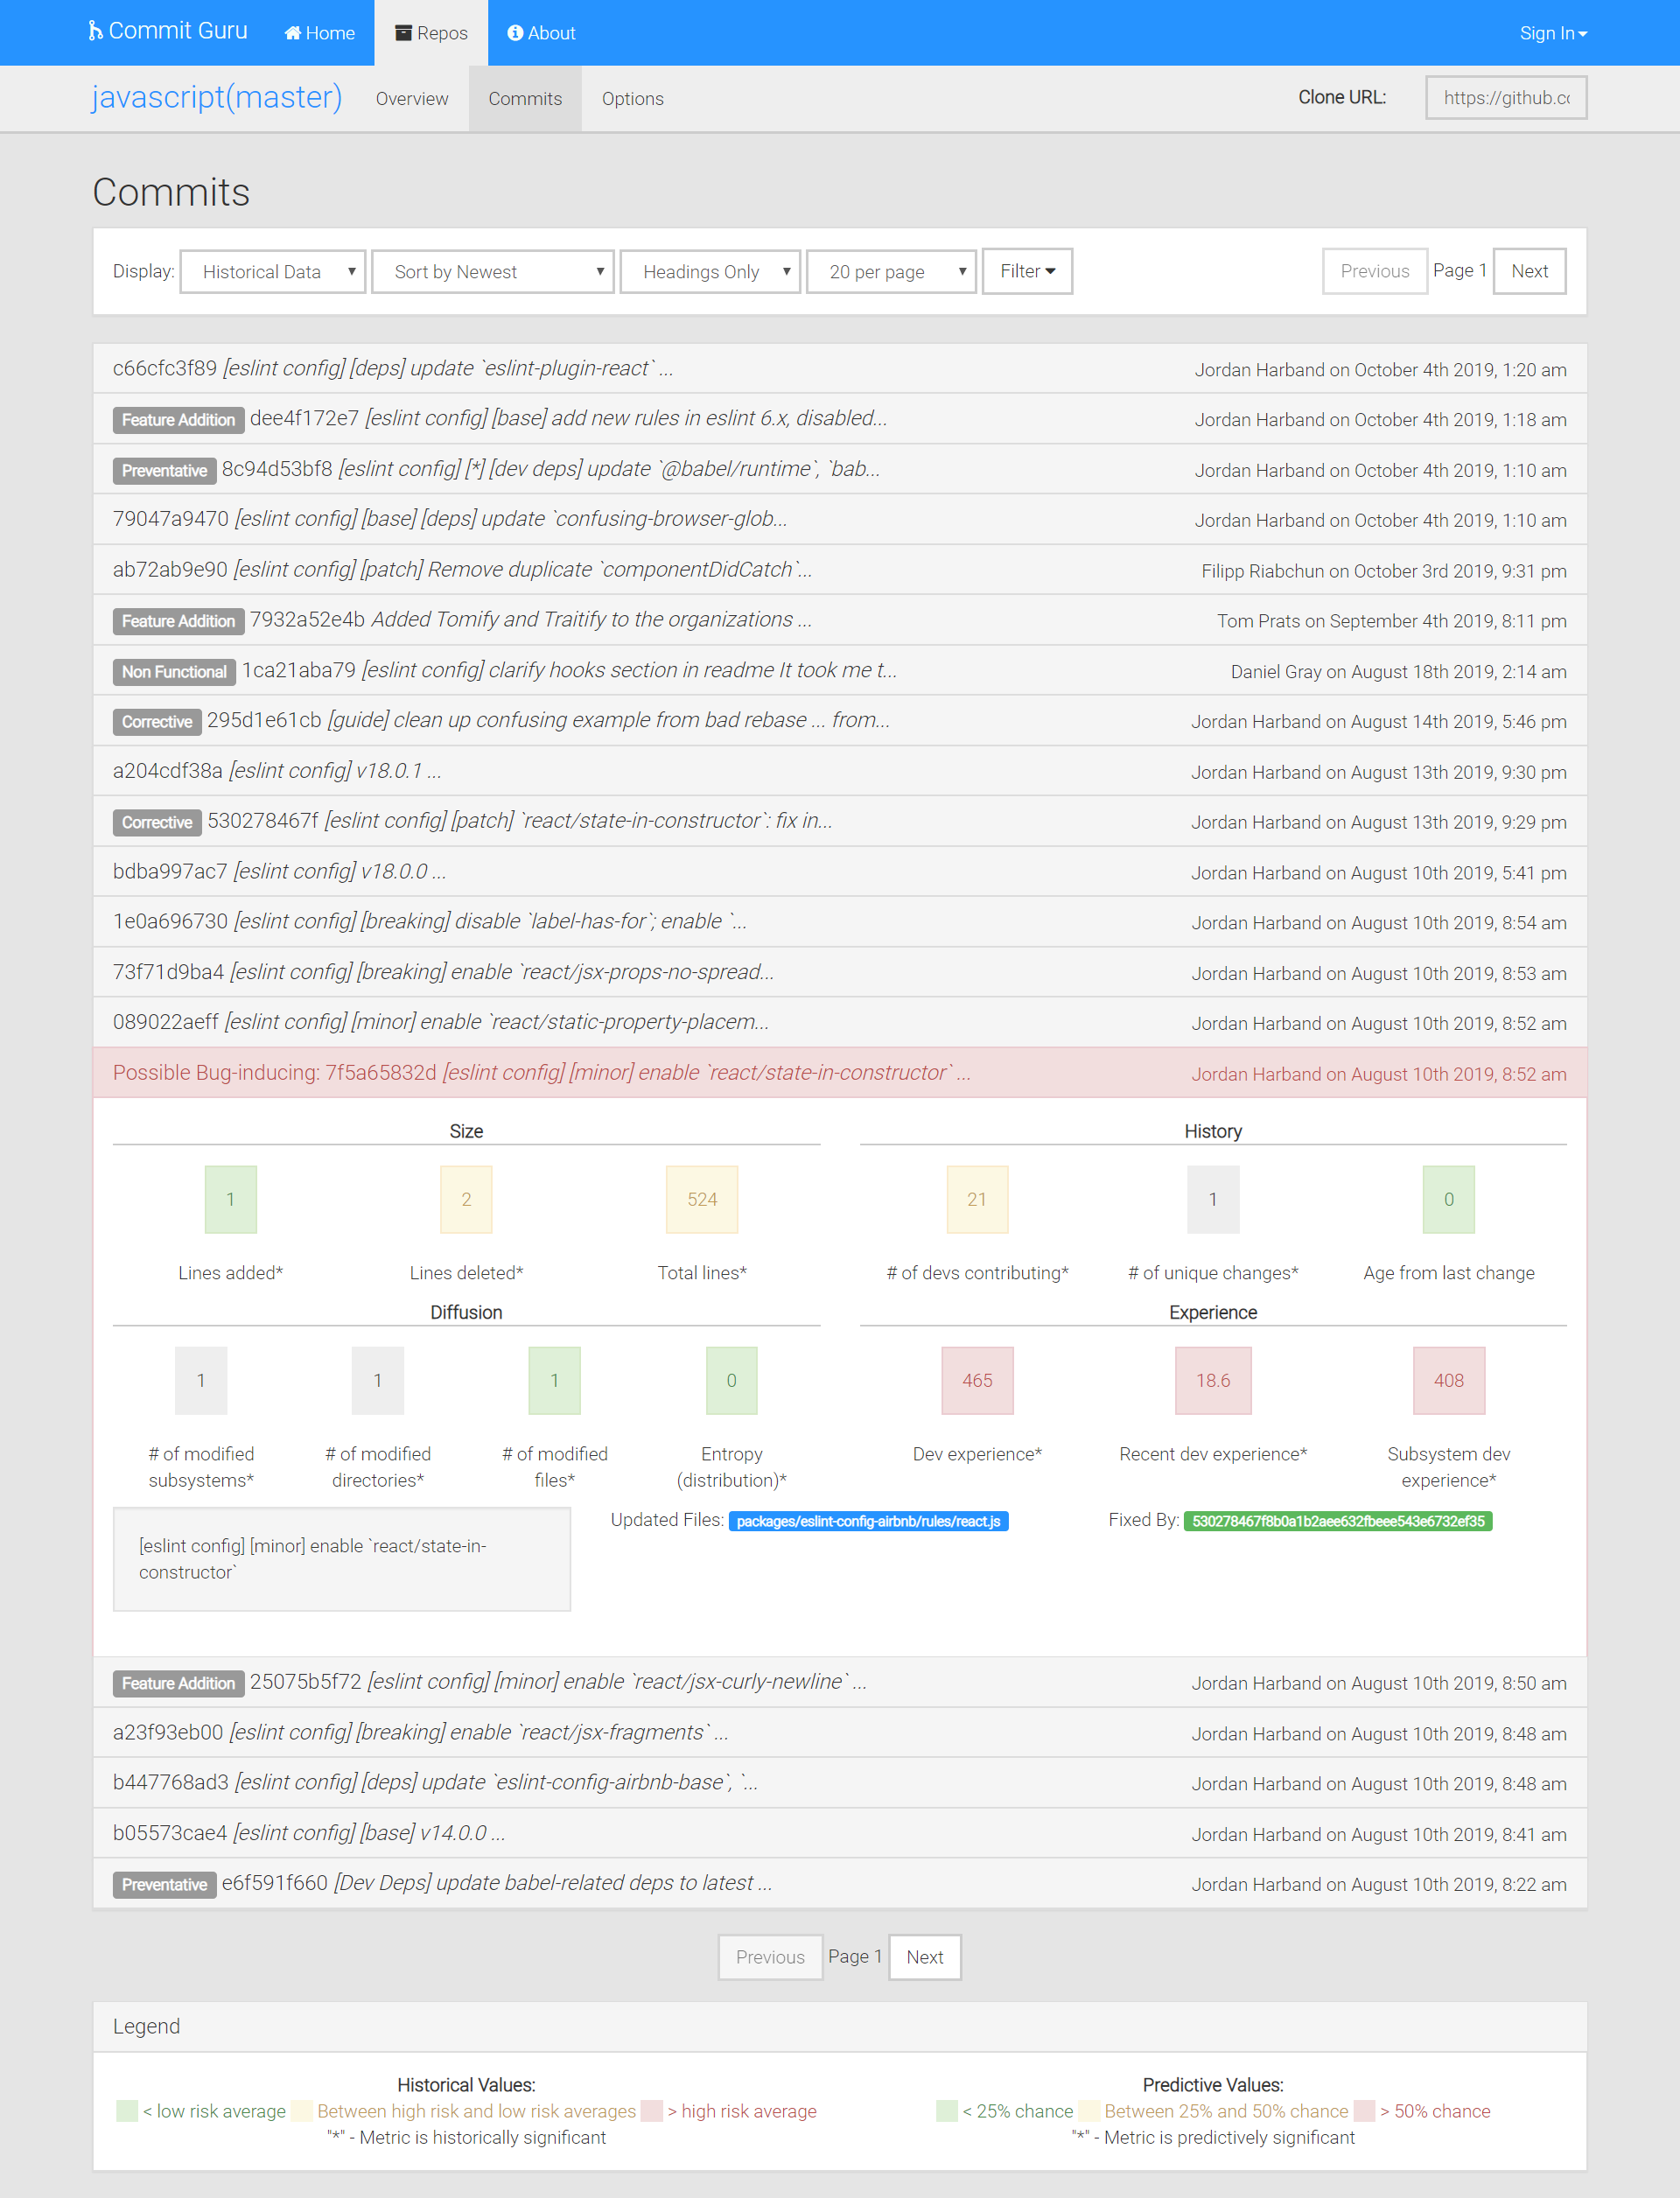 Commit Guru Home Repos About Sign In
javascript(master) Overview Commits Options Clone URL: https://github.co
Commits
Display: Historical Data Sort by Newest Headings Only 20 per page Filter Previous Page 1 Next
c66cfc3f89 [eslint config] [deps] update `eslint-plugin-react` ... Jordan Harband on October 4th 2019, 1:20 am
Feature Addition dee4f172e7 [eslint config] [base] add new rules in eslint 6.x, disabled... Jordan Harband on October 4th 2019, 1:18 am
Preventative 8c94d53bf8 [eslint config] [*] [dev deps] update `@babel/runtime`, `bab... Jordan Harband on October 4th 2019, 1:10 am
79047a9470 [eslint config] [base] [deps] update `confusing-browser-glob... Jordan Harband on October 4th 2019, 1:10 am
ab72ab9e90 [eslint config] [patch] Remove duplicate `componentDidCatch`... Filipp Riabchun on October 3rd 2019, 9:31 pm
Feature Addition 7932a52e4b Added Tomify and Traitify to the organizations ... Tom Prats on September 4th 2019, 8:11 pm
Non Functional 1ca21aba79 [eslint config] clarify hooks section in readme It took me t... Daniel Gray on August 18th 2019, 2:14 am
Corrective 295d1e61cb [guide] clean up confusing example from bad rebase ... from... Jordan Harband on August 14th 2019, 5:46 pm
a204cdf38a [eslint config] v18.0.1 ... Jordan Harband on August 13th 2019, 9:30 pm
Corrective 530278467f [eslint config] [patch] `react/state-in-constructor`: fix in... Jordan Harband on August 13th 2019, 9:29 pm
bdba997ac7 [eslint config] v18.0.0 ... Jordan Harband on August 10th 2019, 5:41 pm
1e0a696730 [eslint config] [breaking] disable `label-has-for`; enable `... Jordan Harband on August 10th 2019, 8:54 am
73f71d9ba4 [eslint config] [breaking] enable `react/jsx-props-no-spread... Jordan Harband on August 10th 2019, 8:53 am
089022aeff [eslint config] [minor] enable `react/static-property-placem... Jordan Harband on August 10th 2019, 8:52 am
Possible Bug-inducing: 7f5a65832d [eslint config] [minor] enable `react/state-in-constructor` ... Jordan Harband on August 10th 2019, 8:52 am
Size History
1 2 524 21 1 0
Lines added* Lines deleted* Total lines* # of devs contributing* # of unique changes* Age from last change
Diffusion Experience
1 1 1 0 465 18.6 408
# of modified subsystems* # of modified directories* # of modified files* Entropy (distribution)* Dev experience* Recent dev experience* Subsystem dev experience*
Updated Files: packages/eslint-config-airbnb/rules/react.js Fixed By: 530278467f8b0a1b2aee632fbeee543e6732ef35
[eslint config] [minor] enable `react/state-in-
constructor`
Feature Addition 25075b5f72 [eslint config] [minor] enable `react/jsx-curly-newline` ... Jordan Harband on August 10th 2019, 8:50 am
a23f93eb00 [eslint config] [breaking] enable `react/jsx-fragments` ... Jordan Harband on August 10th 2019, 8:48 am
b447768ad3 [eslint config] [deps] update `eslint-config-airbnb-base`, `... Jordan Harband on August 10th 2019, 8:48 am
b05573cae4 [eslint config] [base] v14.0.0 ... Jordan Harband on August 10th 2019, 8:41 am
Preventative e6f591f660 [Dev Deps] update babel-related deps to latest ... Jordan Harband on August 10th 2019, 8:22 am
Previous Page 1 Next
Legend
Historical Values: Predictive Values:
< low risk average Between high risk and low risk averages > high risk average < 25% chance Between 25% and 50% chance > 50% chance
"*" - Metric is historically significant "*" - Metric is predictively significant